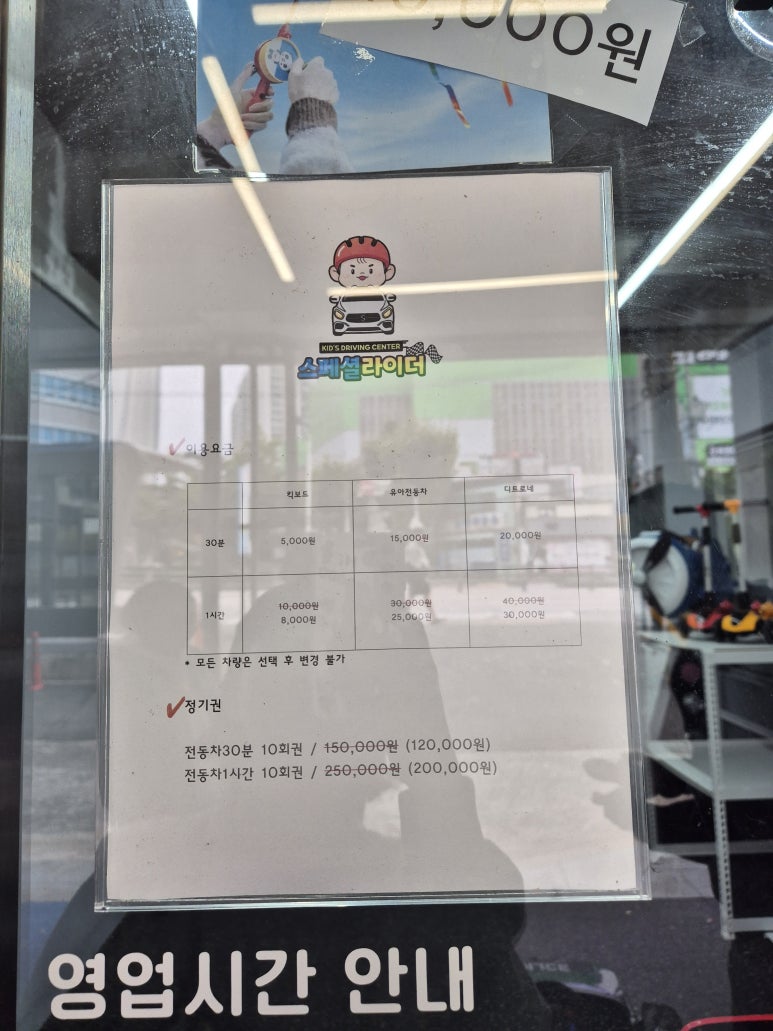 ,000원
KID'S DRIVING CENTER
스페셜라이더
이용요금
킥보드 유아전동차 디트로네
30분 5,000원 15,000원 20,000원
10,000원 30,000원 40,000원
1시간 8,000원 25,000원 30,000원
* 모든 차량은 선택 후 변경 불가
정기권
전동차30분 10회권 / 150,000원 (120,000원)
전동차1시간 10회권 / 250,000원 (200,000원)
영업시간 안내